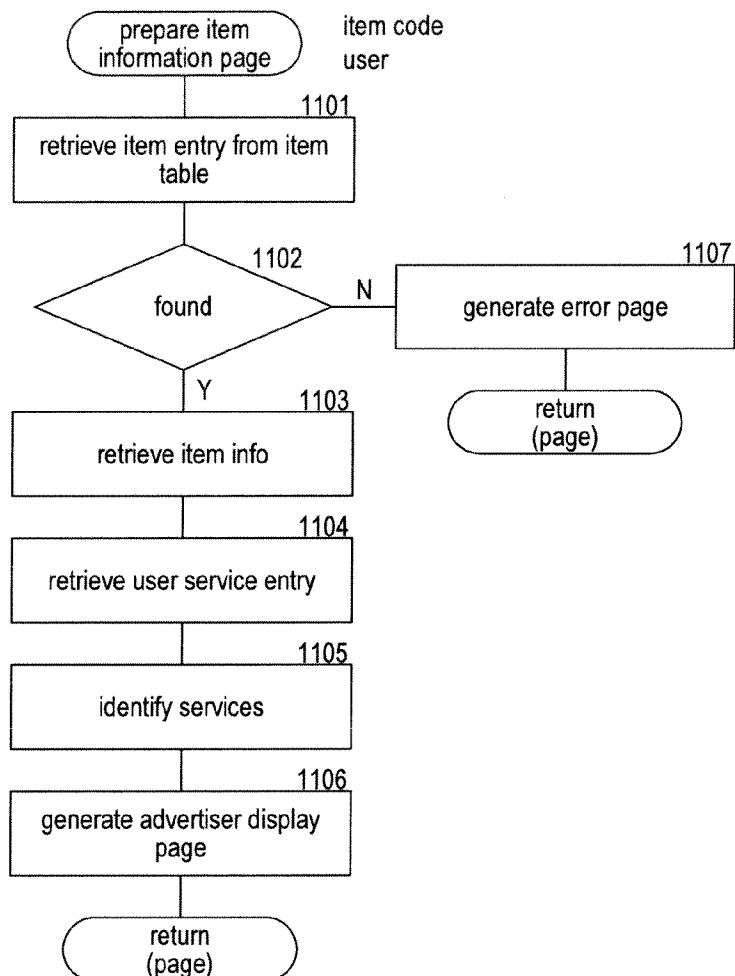 prepare item
information page
item code
user
1101
retrieve item entry from item
table
1102
found
N
Y
1107
generate error page
return
(page)
1103
retrieve item info
1104
retrieve user service entry
1105
identify services
1106
generate advertiser display
page
return
(page)